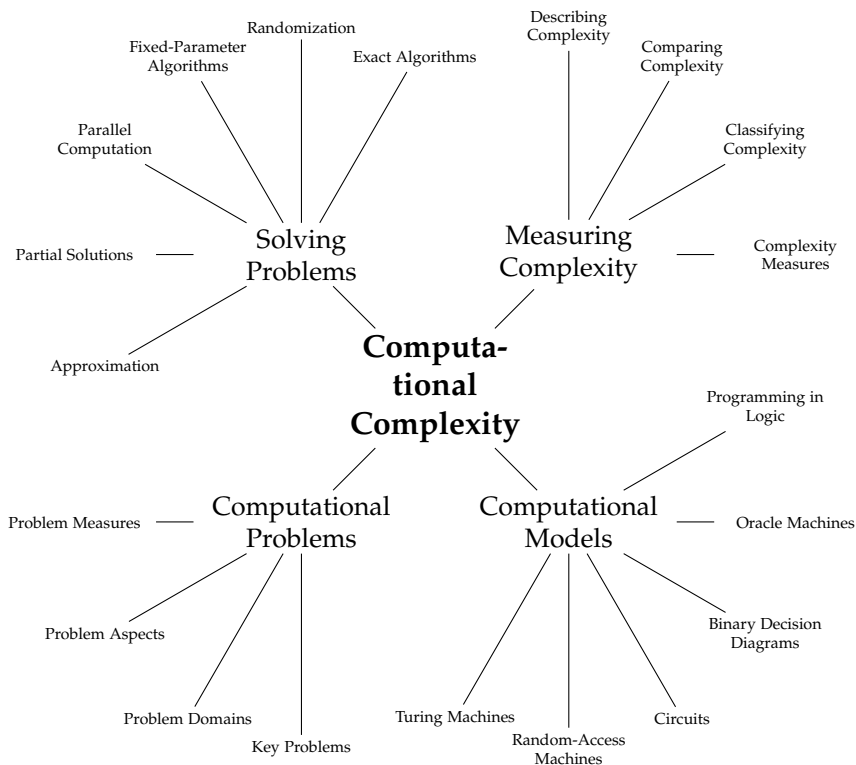 Describing
Complexity
Randomization
Fixed-Parameter
Algorithms
Exact Algorithms
Comparing
Complexity
Parallel
Computation
Classifying
Complexity
Partial Solutions
Solving
Problems
Measuring
Complexity
Complexity
Measures
Approximation
Computa-
tional
Complexity
Programming in
Logic
Problem Measures
Computational
Problems
Computational
Models
Oracle Machines
Problem Aspects
Binary Decision
Diagrams
Problem Domains
Key Problems
Turing Machines
Random-Access
Machines
Circuits